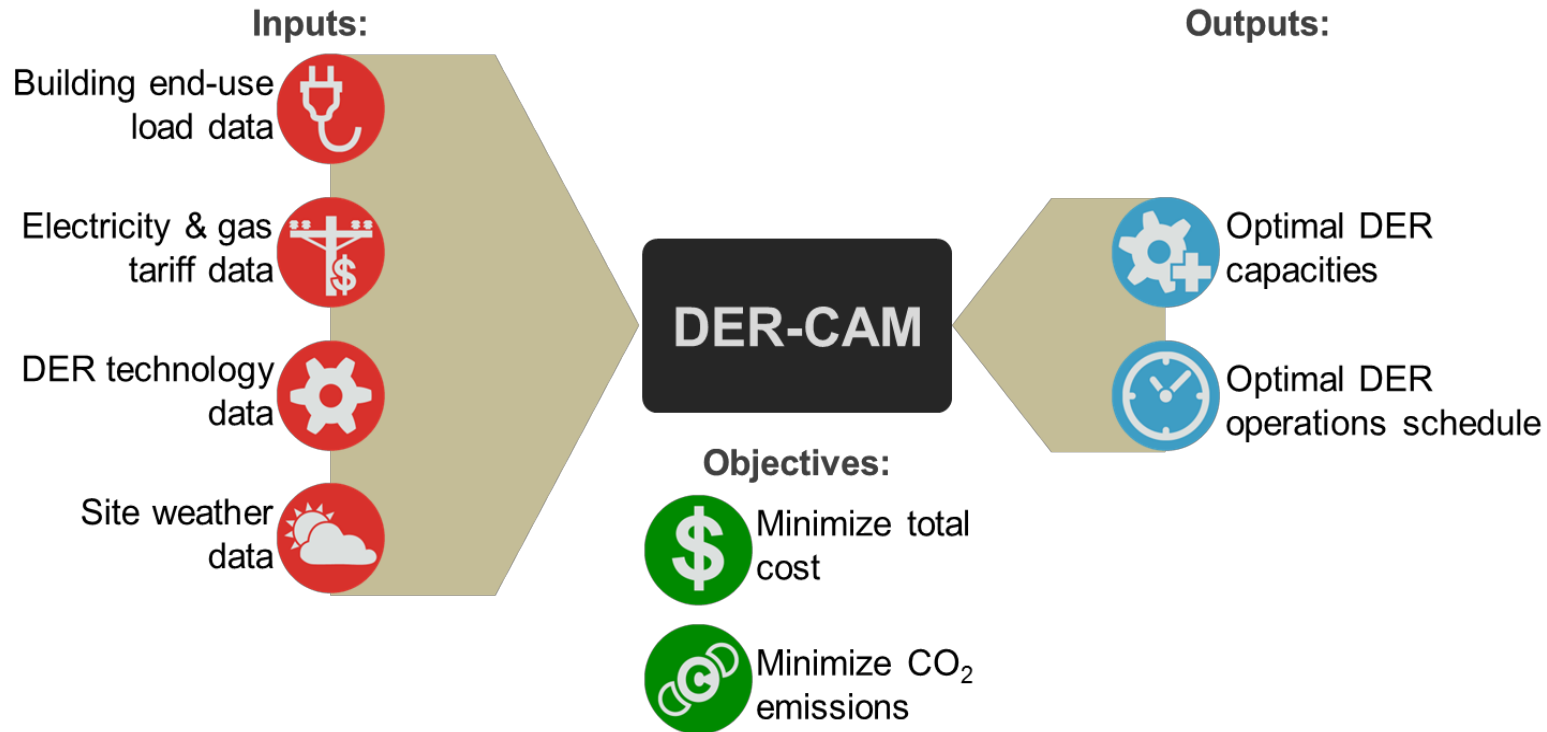 Inputs:
Building end-use
load data
Electricity & gas
tariff data
$
DER technology
data
Site weather
data
DER-CAM
Objectives:
$
Minimize total
cost
C
Minimize CO₂
emissions
Outputs:
Optimal DER
capacities
Optimal DER
operations schedule